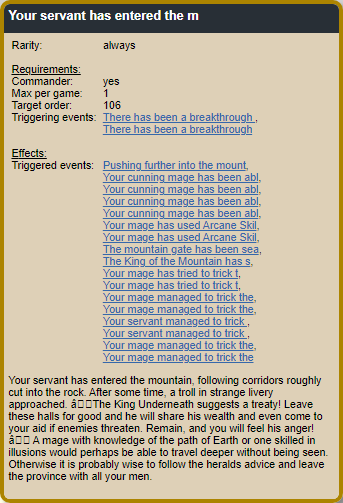 Your servant has entered the m
Rarity: always
Requirements:
Commander: yes
Max per game: 1
Target order: 106
Triggering events: There has been a breakthrough ,
There has been a breakthrough
Effects:
Triggered events: Pushing further into the mount,
Your cunning mage has been abl,
Your cunning mage has been abl,
Your cunning mage has been abl,
Your cunning mage has been abl,
Your mage has used Arcane Skil,
Your mage has used Arcane Skil,
The mountain gate has been sea,
The King of the Mountain has s,
Your mage has tried to trick t,
Your mage has tried to trick t,
Your mage managed to trick the,
Your mage managed to trick the,
Your servant managed to trick ,
Your servant managed to trick ,
Your mage managed to trick the,
Your mage managed to trick the
Your servant has entered the mountain, following corridors roughly
cut into the rock. After some time, a troll in strange livery
approached. â󠀀The King Underneath suggests a treaty! Leave
these halls for good and he will share his wealth and even come to
your aid if enemies threaten. Remain, and you will feel his anger!
â A mage with knowledge of the path of Earth or one skilled in
illusions would perhaps be able to travel deeper without being seen.
Otherwise it is probably wise to follow the heralds advice and leave
the province with all your men.